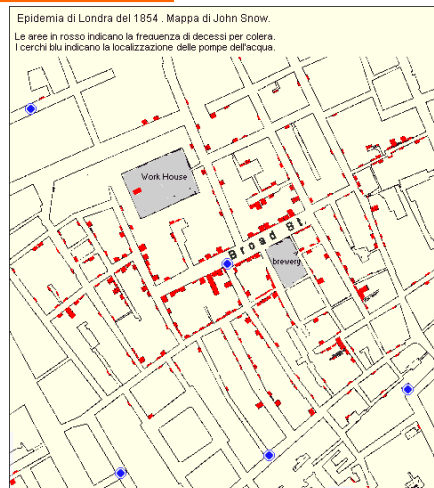 Epidemia di Londra del 1854 . Mappa di John Snow.
Le aree in rosso indicano la frequenza di decessi per colera.
I cerchi blu indicano la localizzazione delle pompe dell'acqua.
Work House
Broad St.
brewery